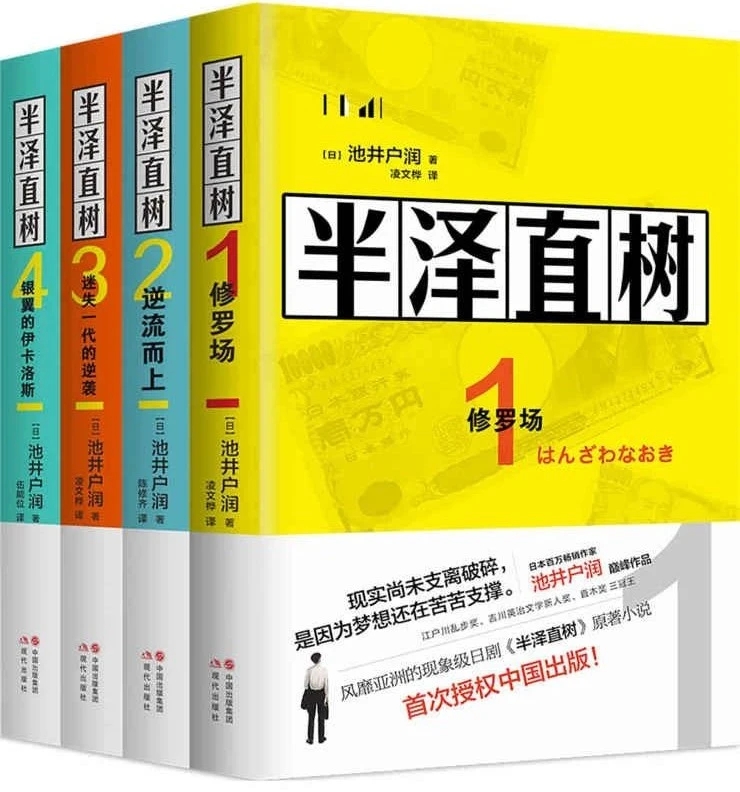 半泽直树
4
银翼的伊卡洛斯
[日] 池井户润 著
伍能位 译
中国出版集团
现代出版社
半泽直树
3
迷失一代的逆袭
[日] 池井户润 著
凌文桦 译
中国出版集团
现代出版社
半泽直树
2
逆流而上
[日] 池井户润 著
陈修齐 译
中国出版集团
现代出版社
半泽直树
1
修罗场
[日] 池井户润 著
凌文桦 译
中国出版集团
现代出版社
[日] 池井户润 著
凌文桦 译
半泽直树
1
修罗场
はんざわなおき
现实尚未支离破碎，
是因为梦想还在苦苦支撑。
日本百万畅销作家
池井户润 巅峰作品
江户川乱步奖、吉川英治文学新人奖、直木奖 三冠王
风靡亚洲的现象级日剧《半泽直树》原著小说
首次授权中国出版！
1